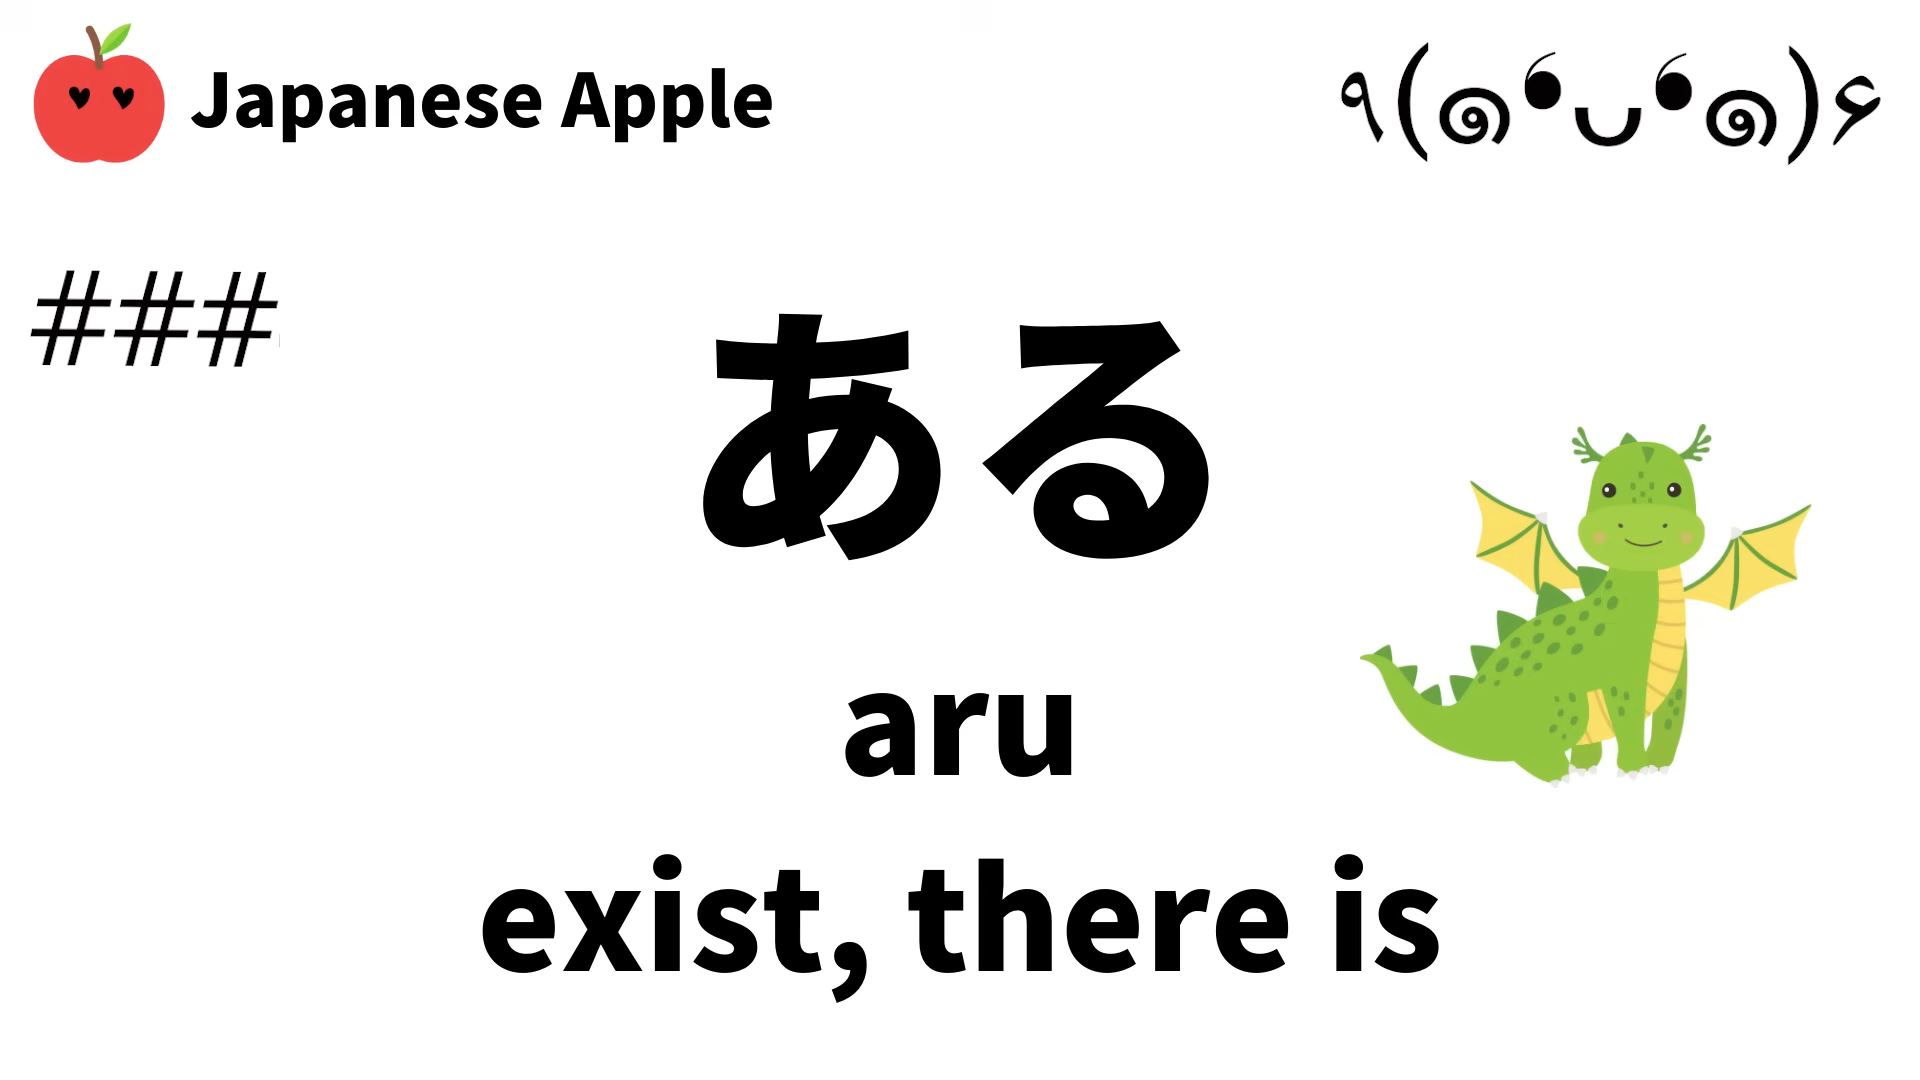 Japanese Apple
٩(๑❛ᴗ❛๑)۶
###
ある
aru
exist, there is